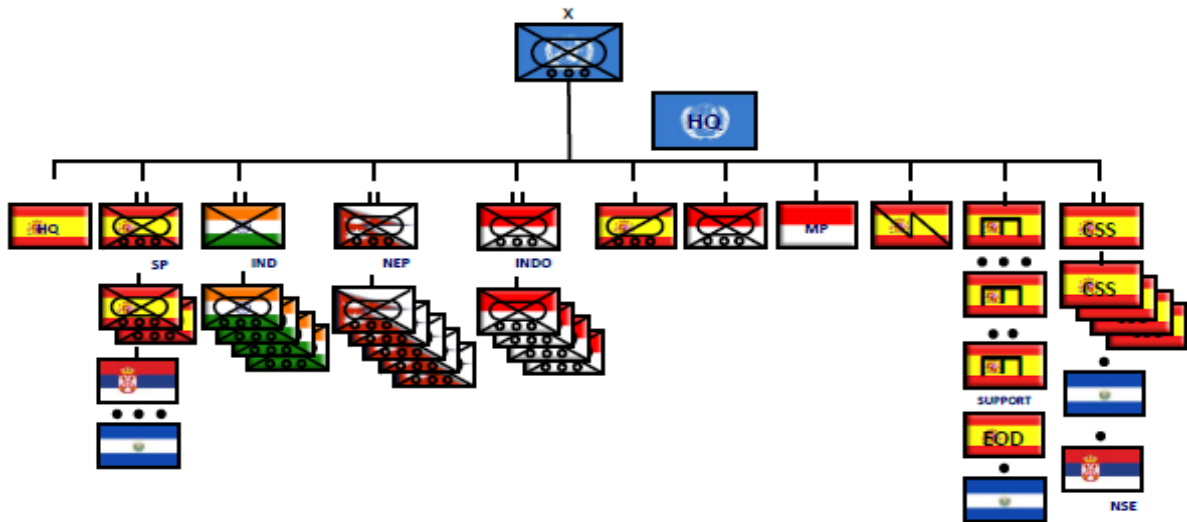 X
HQ
HQ
SP
IND
NEP
INDO
MP
CSS
CSS
SUPPORT
EOD
NSE